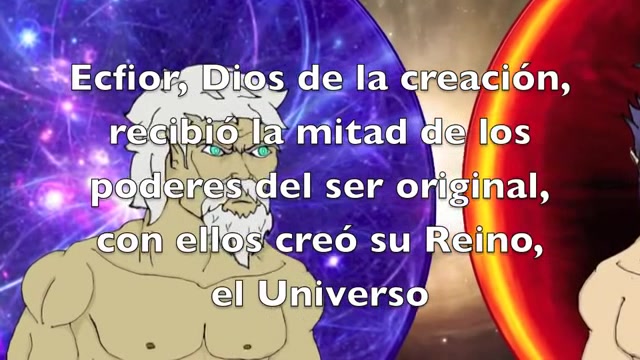 Ecfior, Dios de la creación,
recibió la mitad de los
poderes del ser original,
con ellos creó su Reino,
el Universo